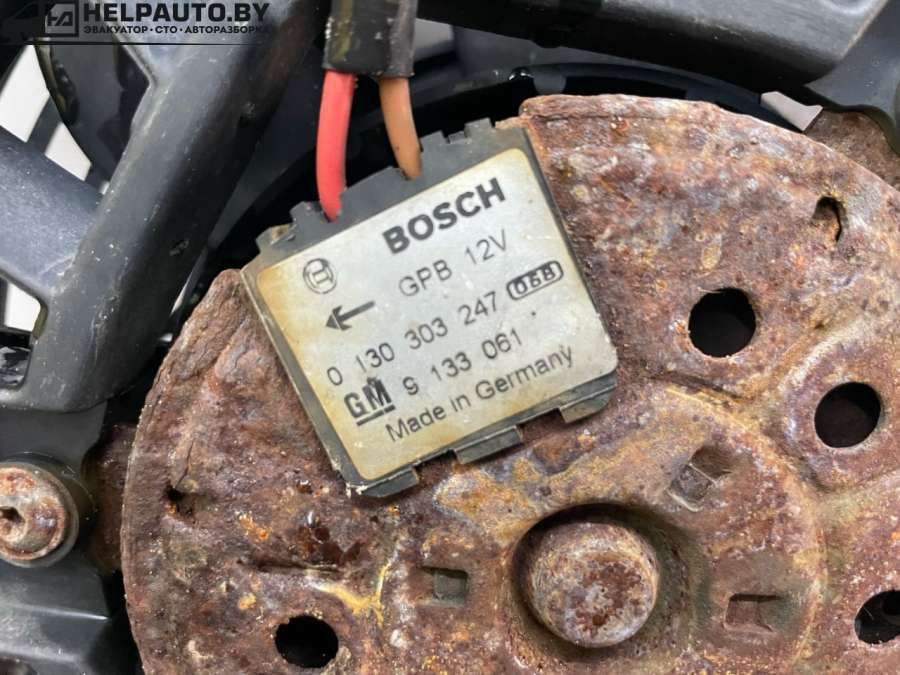 HELPAUTO.BY
ЭВАКУАТОР • СТО • АВТОРАЗБОРКА
BOSCH
GPB 12V
0 130 303 247 068
GM 9 133 061
Made in Germany